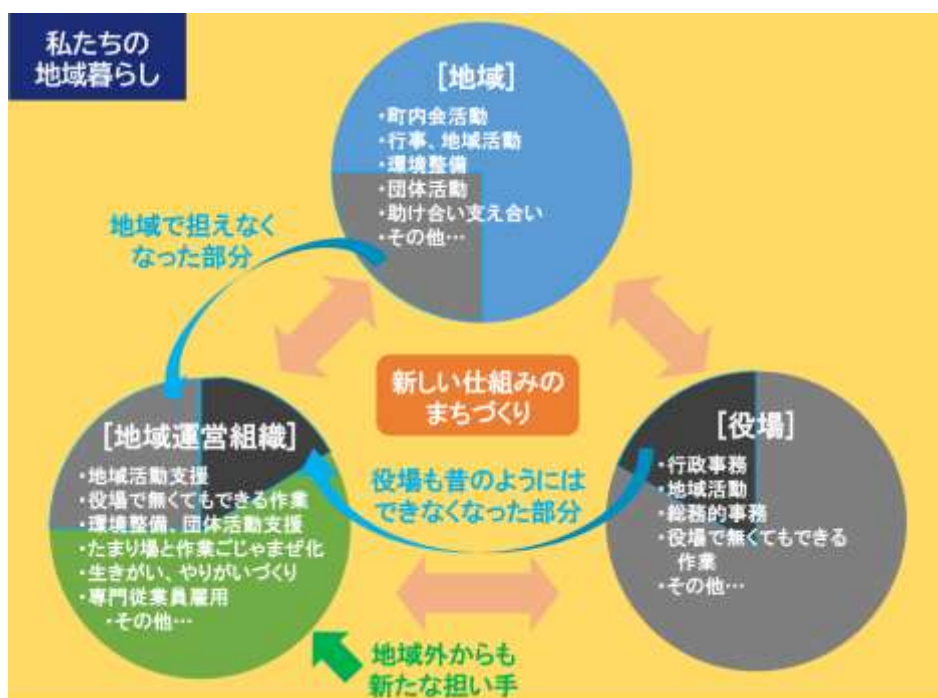 私たちの
地域暮らし
[地域]
・町内会活動
・行事、地域活動
・環境整備
・団体活動
・助け合い支え合い
・その他…
地域で担えなく
なった部分
新しい仕組みの
まちづくり
[地域運営組織]
・地域活動支援
・役場で無くてもできる作業
・環境整備、団体活動支援
・たまり場と作業ごじゃまぜ化
・生きがい、やりがいづくり
・専門従業員雇用
・その他…
役場も昔のようには
できなくなった部分
[役場]
・行政事務
・地域活動
・総務的事務
・役場で無くてもできる
作業
・その他…
地域外からも
新たな担い手